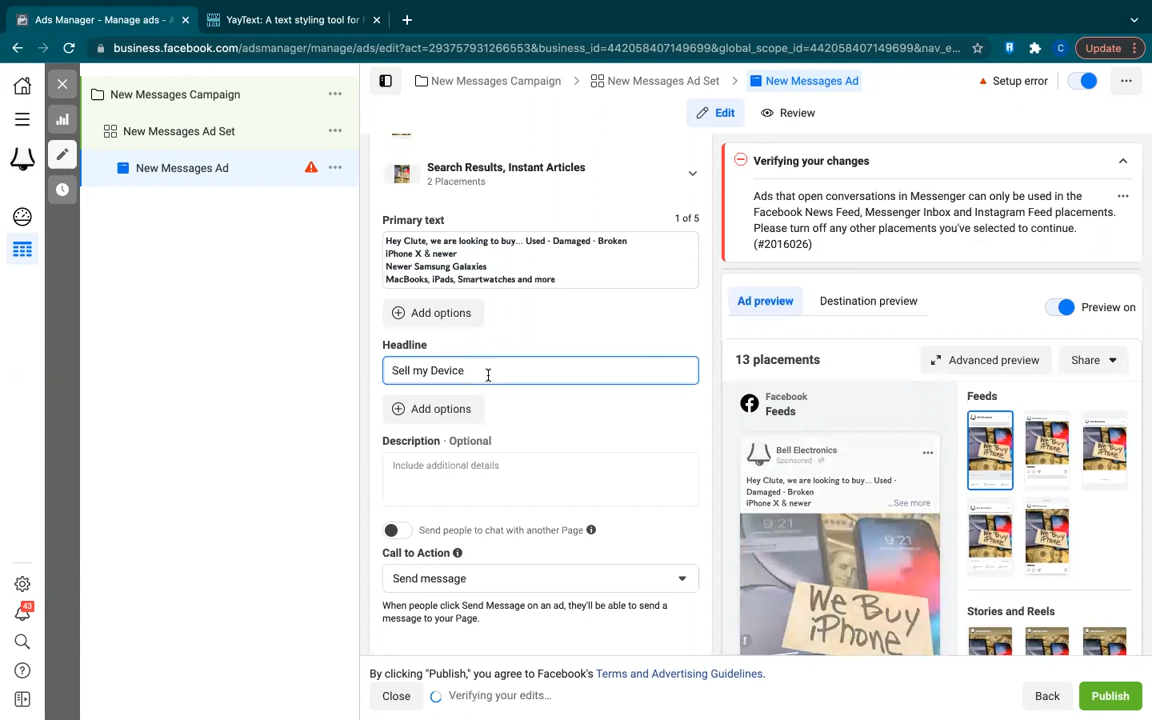 Ads Manager - Manage ads - A
YayText: A text styling tool for
business.facebook.com/adsmanager/manage/ads/edit?act=293757931266553&business_id=442058407149699&global_scope_id=442058407149699&nav_e...
C
Update
New Messages Campaign
New Messages Ad Set
New Messages Ad
New Messages Campaign
New Messages Ad Set
New Messages Ad
Setup error
Edit
Review
Search Results, Instant Articles
2 Placements
Primary text
1 of 5
Hey Clute, we are looking to buy... Used - Damaged - Broken
iPhone X & newer
Newer Samsung Galaxies
MacBooks, iPads, Smartwatches and more
Add options
Headline
Sell my Device
Add options
Description · Optional
Include additional details
Send people to chat with another Page
Call to Action
Send message
When people click Send Message on an ad, they'll be able to send a
message to your Page.
Verifying your changes
Ads that open conversations in Messenger can only be used in the
Facebook News Feed, Messenger Inbox and Instagram Feed placements.
Please turn off any other placements you've selected to continue.
(#2016026)
Ad preview
Destination preview
Preview on
13 placements
Advanced preview
Share
Facebook
Feeds
Bell Electronics
Sponsored
Hey Clute, we are looking to buy... Used -
Damaged - Broken
iPhone X & newer
...See more
9:21
9:21
We Buy
iPhone
Feeds
Stories and Reels
43
By clicking "Publish," you agree to Facebook's Terms and Advertising Guidelines.
Close
Verifying your edits...
Back
Publish